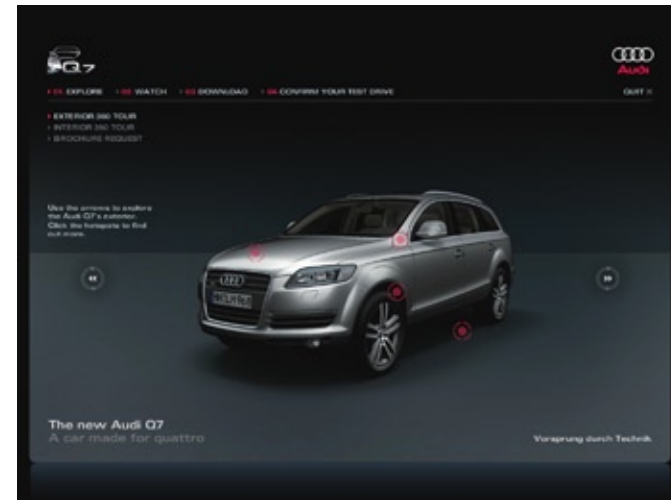 Q7
Audi
01 EXPLORE 02 WATCH 03 DOWNLOAD 04 CONFIRM YOUR TEST DRIVE QUIT X
EXTERIOR 360 TOUR
INTERIOR 360 TOUR
BROCHURE REQUEST
Use the arrows to explore
the Audi Q7's exterior.
Click the hotspots to find
out more.
The new Audi Q7
A car made for quattro
Vorsprung durch Technik